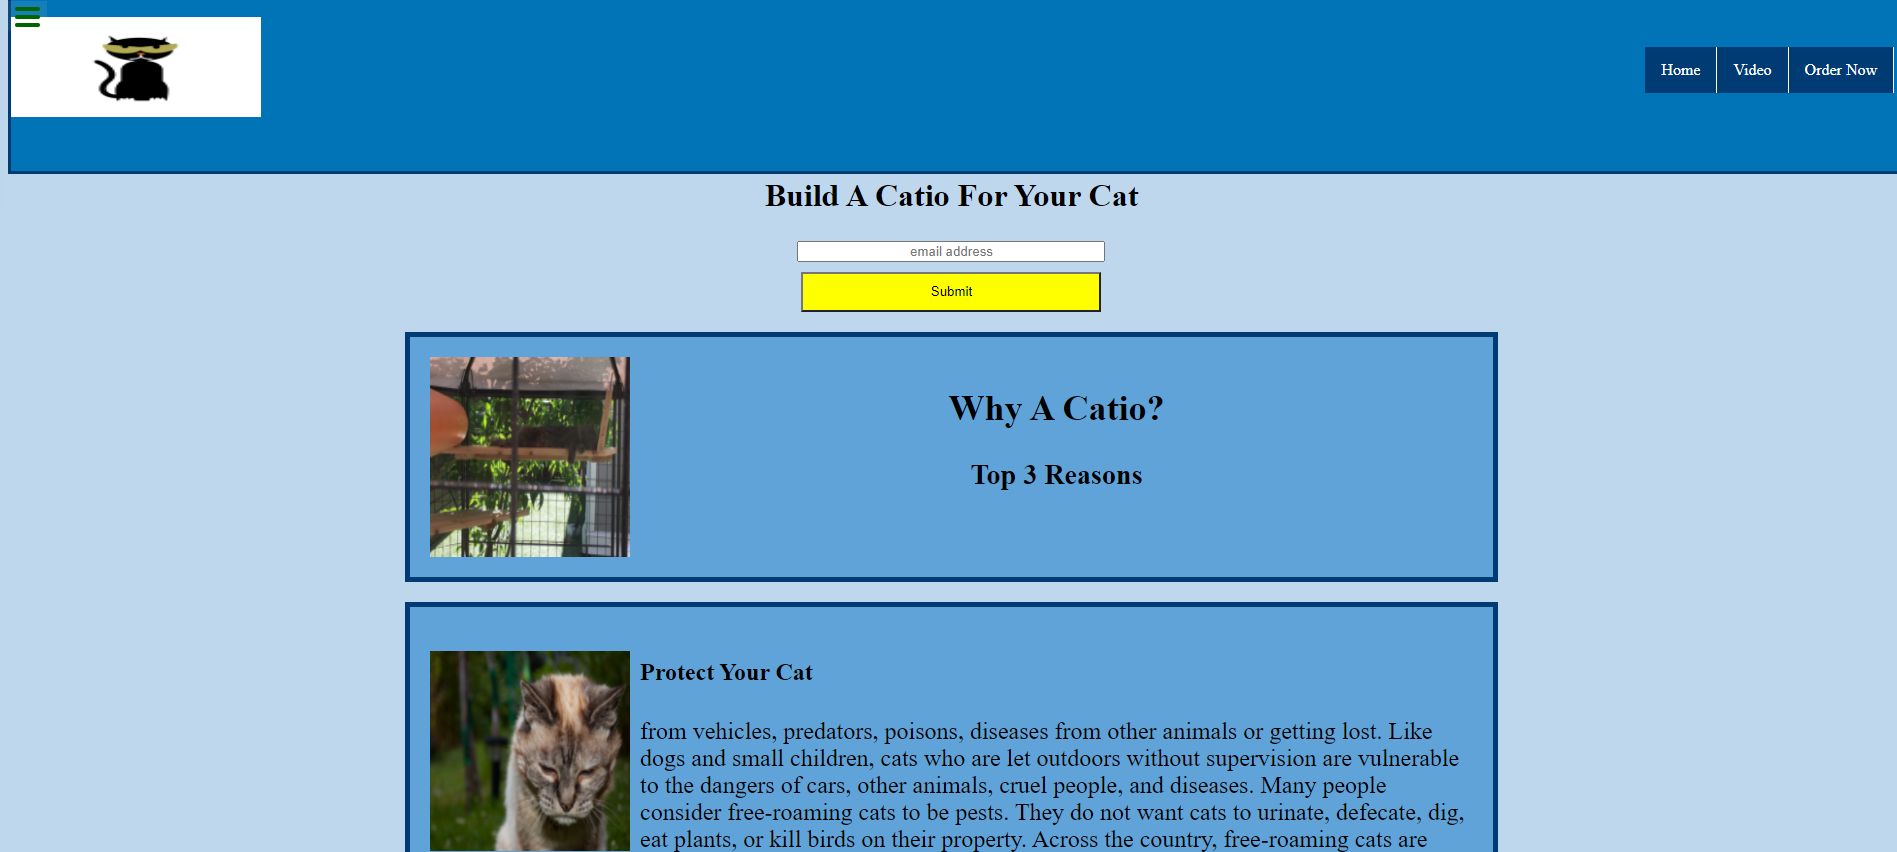 Home Video Order Now
Build A Catio For Your Cat
email address
Submit
Why A Catio?
Top 3 Reasons
Protect Your Cat
from vehicles, predators, poisons, diseases from other animals or getting lost. Like
dogs and small children, cats who are let outdoors without supervision are vulnerable
to the dangers of cars, other animals, cruel people, and diseases. Many people
consider free-roaming cats to be pests. They do not want cats to urinate, defecate, dig,
eat plants, or kill birds on their property. Across the country, free-roaming cats are